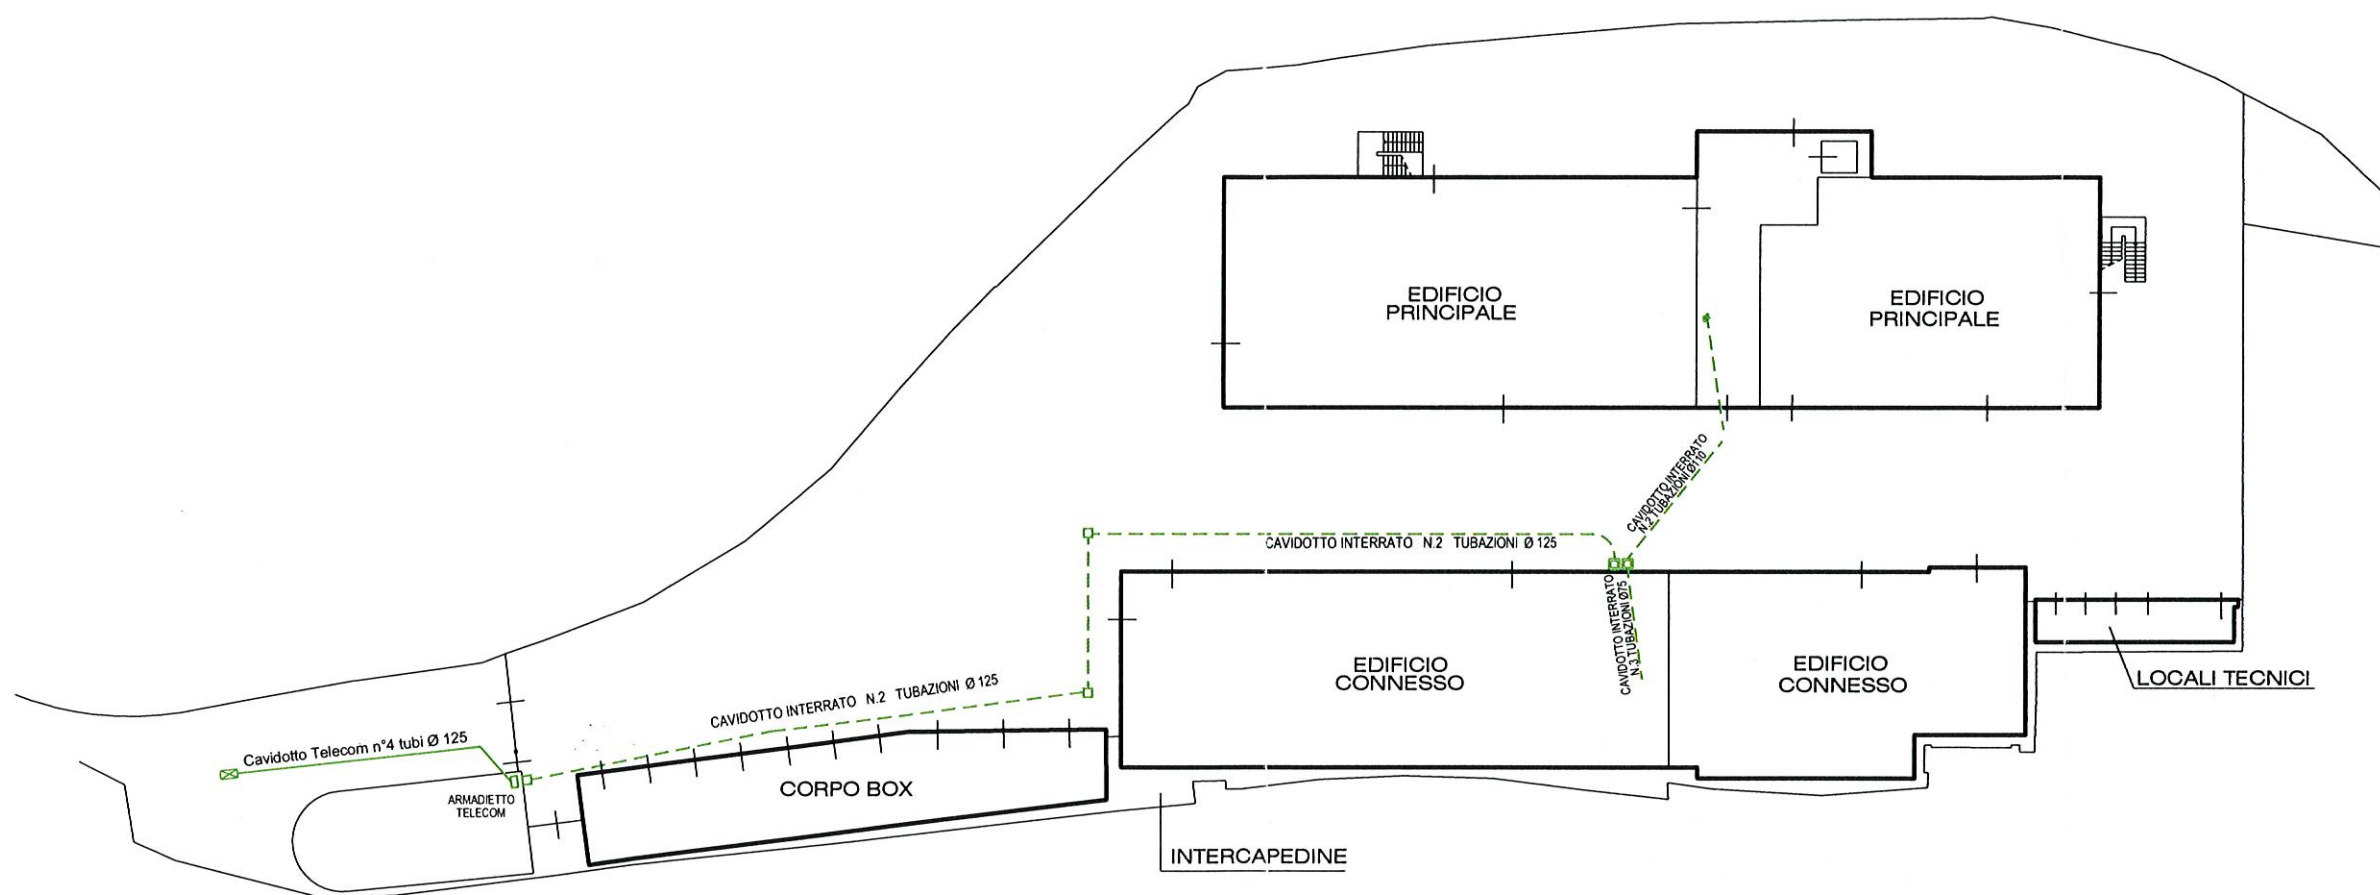 EDIFICIO
PRINCIPALE
EDIFICIO
PRINCIPALE
CAVIDOTTO INTERRATO
N.2 TUBAZIONI Ø110
CAVIDOTTO INTERRATO N.2 TUBAZIONI Ø 125
CAVIDOTTO INTERRATO
N.3 TUBAZIONI Ø75
EDIFICIO
CONNESSO
EDIFICIO
CONNESSO
LOCALI TECNICI
CAVIDOTTO INTERRATO N.2 TUBAZIONI Ø 125
Cavidotto Telecom n°4 tubi Ø 125
ARMADIETTO
TELECOM
CORPO BOX
INTERCAPEDINE